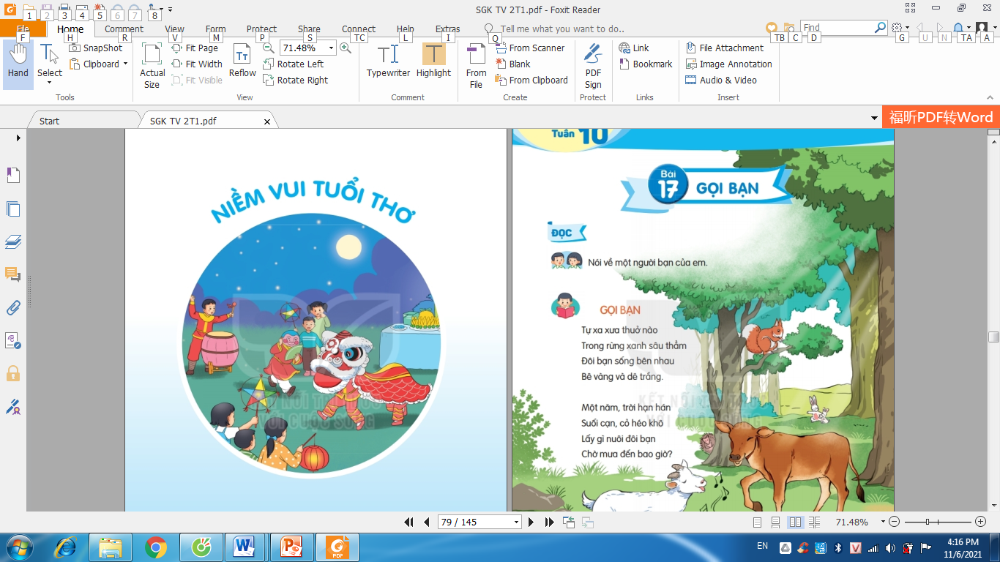 SGK TV 2T1.pdf - Foxit Reader
1 2 3 4 5 6 7 8
File Home Comment View Form Protect Share Connect Help Extras Tell me what you want to do.. Find
F H R V M P S TC L I Q TB C D G U N TA A
Hand
Select
SnapShot
Clipboard
Tools
Actual Size
Fit Page
Fit Width
Fit Visible
Reflow
71.48%
Rotate Left
Rotate Right
View
Typewriter
Highlight
Comment
From File
From Scanner
Blank
From Clipboard
Create
PDF Sign
Protect
Link
Bookmark
Links
File Attachment
Image Annotation
Audio & Video
Insert
Start
SGK TV 2T1.pdf
福昕PDF转Word
NIỀM VUI TUỔI THƠ
Tuần 10
Bài 17
GỌI BẠN
ĐỌC
Nói về một người bạn của em.
GỌI BẠN
Tự xa xưa thuở nào
Trong rừng xanh sâu thẳm
Đôi bạn sống bên nhau
Bê vàng và dê trắng.
Một năm, trời hạn hán
Suối cạn, cỏ héo khô
Lấy gì nuôi đôi bạn
Chờ mưa đến bao giờ?
KẾT NỐI TRI THỨC
VỚI CUỘC SỐNG
79 / 145
71.48%
EN
4:16 PM
11/6/2021